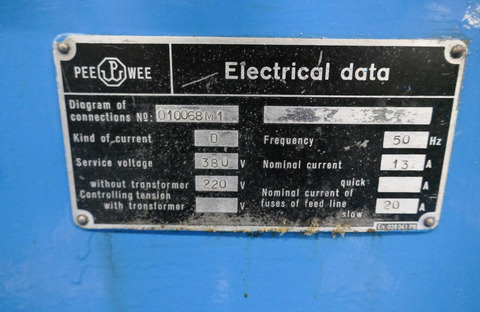 PEE PJW WEE
Electrical data
Diagram of
connections Nº: 010068M1
Kind of current D
Frequency 50 Hz
Service voltage 380 V
Nominal current 13 A
without transformer 220 V
Controlling tension
with transformer V
quick A
Nominal current of
fuses of feed line 20 A
slow